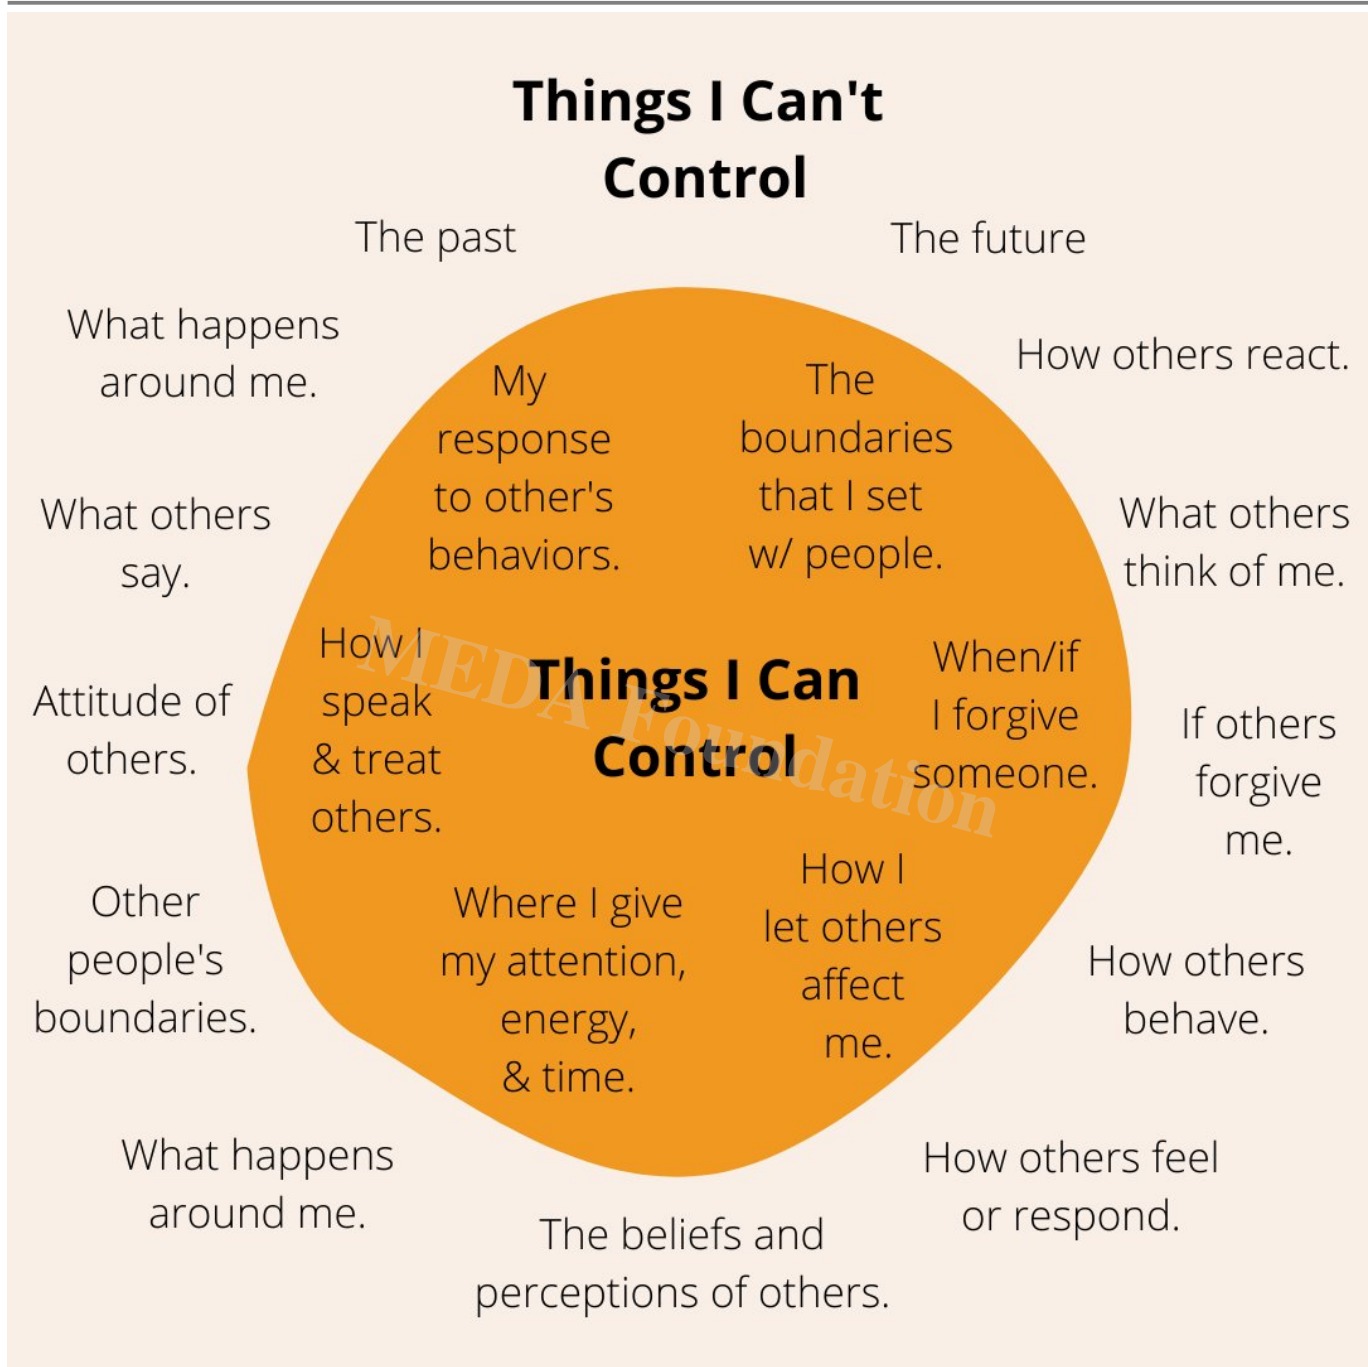 Things I Can't
Control
The past
The future
What happens
around me.
How others react.
My
response
to other's
behaviors.
The
boundaries
that I set
w/ people.
What others
say.
What others
think of me.
How I
speak
& treat
others.
Things I Can
Control
When/if
I forgive
someone.
MEDA Foundation
Attitude of
others.
If others
forgive
me.
Other
people's
boundaries.
Where I give
my attention,
energy,
& time.
How I
let others
affect
me.
How others
behave.
What happens
around me.
How others feel
or respond.
The beliefs and
perceptions of others.